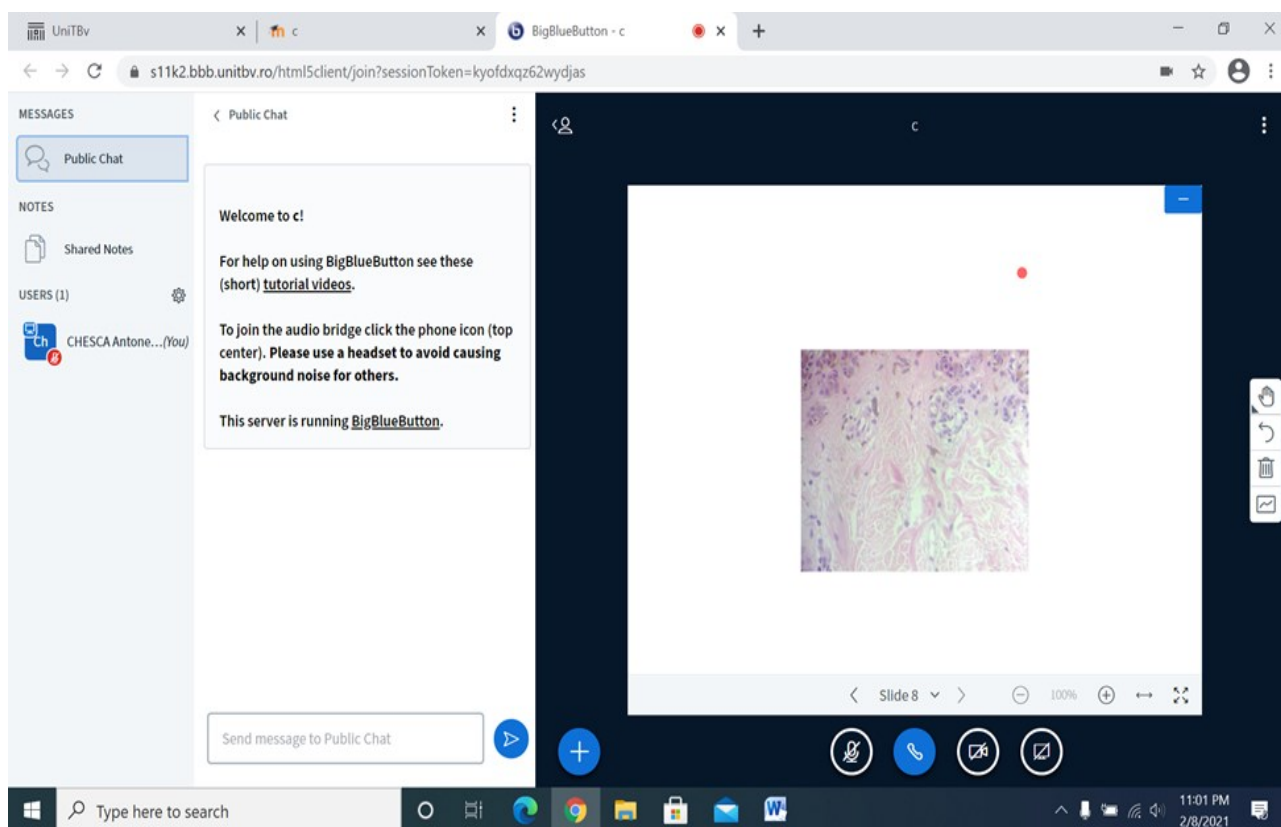 UniTBv
c
BigBlueButton - c
s11k2.bbb.unitbv.ro/html5client/join?sessionToken=kyofdxqz62wydjas
MESSAGES
Public Chat
NOTES
Shared Notes
USERS (1)
Ch
CHESCA Antone...(You)
Public Chat
Welcome to c!
For help on using BigBlueButton see these
(short) tutorial videos.
To join the audio bridge click the phone icon (top
center). Please use a headset to avoid causing
background noise for others.
This server is running BigBlueButton.
Send message to Public Chat
c
Slide 8
100%
Type here to search
11:01 PM
2/8/2021